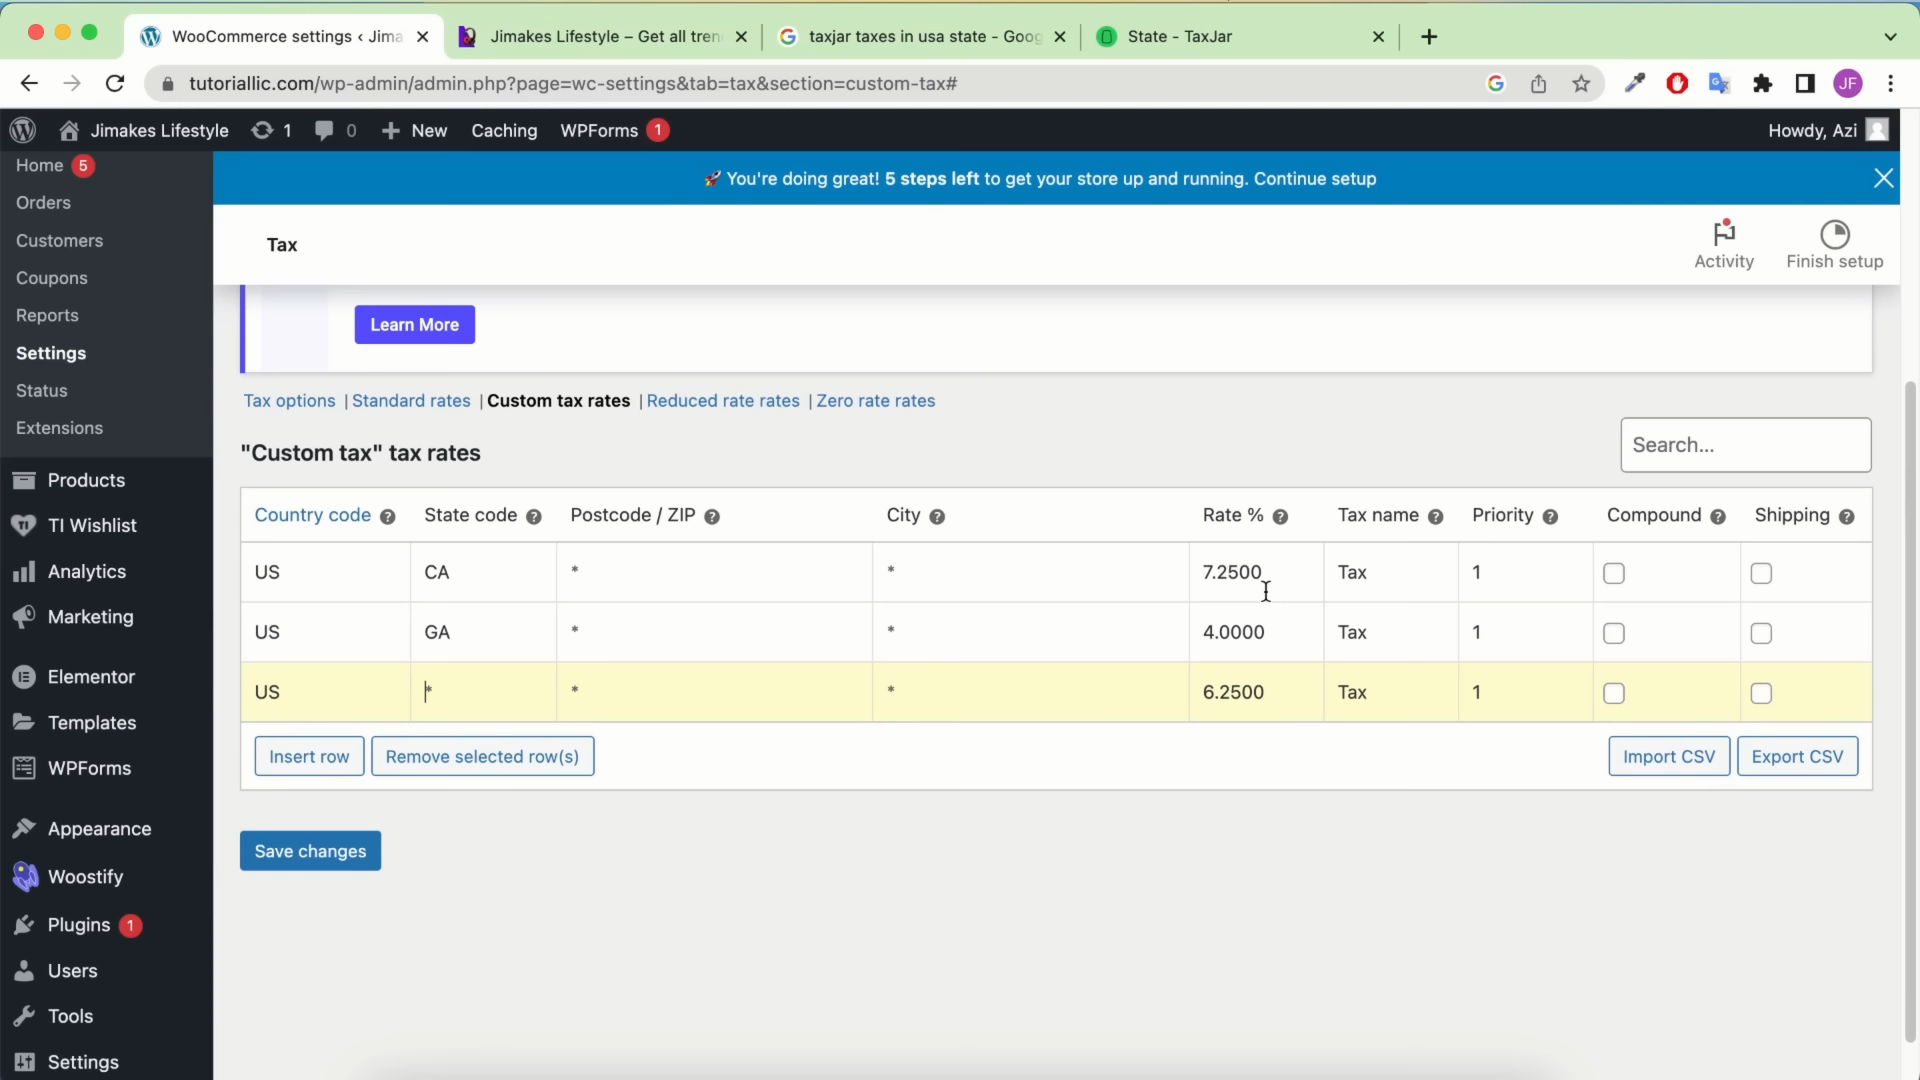 WooCommerce settings ‹ Jima
Jimakes Lifestyle – Get all tren
taxjar taxes in usa state - Goog
State - TaxJar
tutoriallic.com/wp-admin/admin.php?page=wc-settings&tab=tax&section=custom-tax#
JF
Jimakes Lifestyle 1 0 New Caching WPForms 1
Howdy, Azi
Home 5
Orders
Customers
Coupons
Reports
Settings
Status
Extensions
Products
TI Wishlist
Analytics
Marketing
Elementor
Templates
WPForms
Appearance
Woostify
Plugins 1
Users
Tools
Settings
🚀 You're doing great! 5 steps left to get your store up and running. Continue setup
Tax
Activity
Finish setup
Learn More
Tax options | Standard rates | Custom tax rates | Reduced rate rates | Zero rate rates
"Custom tax" tax rates
Search...
Country code ? State code ? Postcode / ZIP ? City ? Rate % ? Tax name ? Priority ? Compound ? Shipping ?
US CA * * 7.2500 Tax 1
US GA * * 4.0000 Tax 1
US * * * 6.2500 Tax 1
Insert row Remove selected row(s) Import CSV Export CSV
Save changes